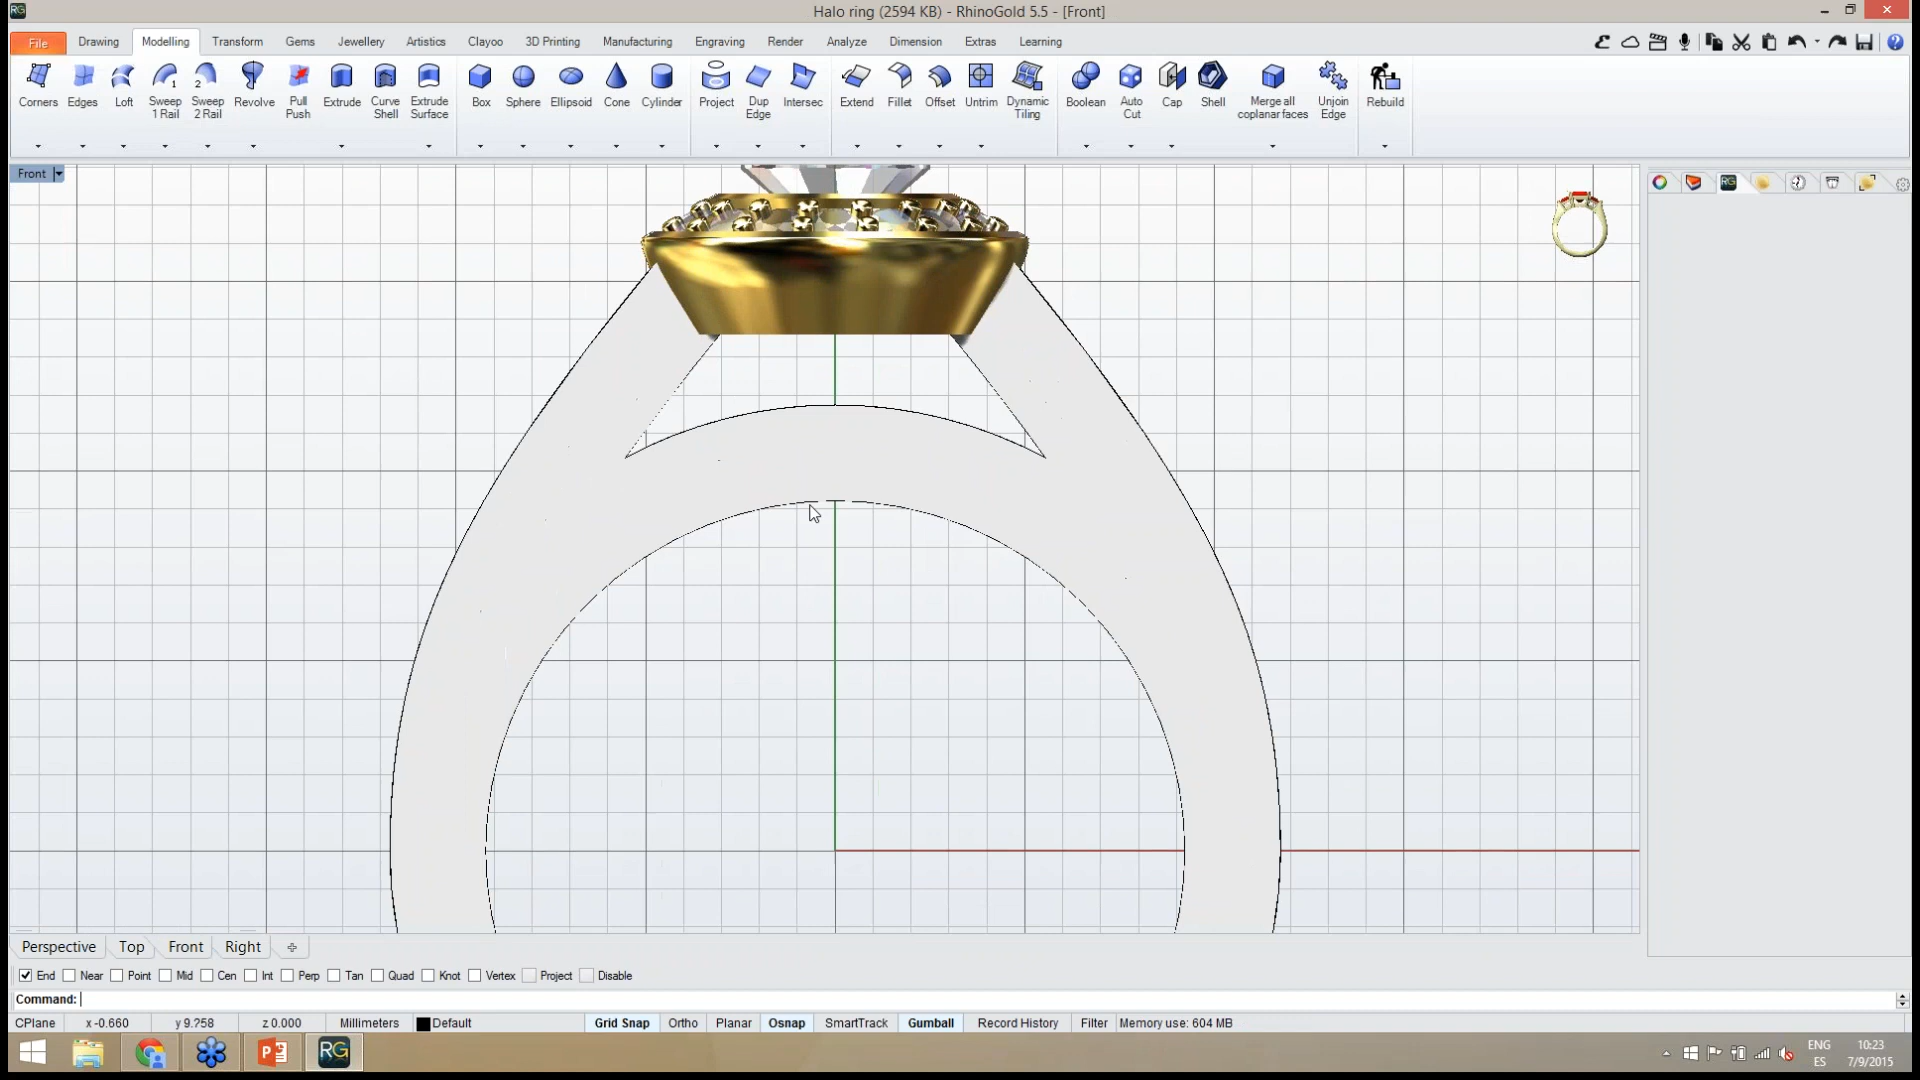 RG
Halo ring (2594 KB) - RhinoGold 5.5 - [Front]
File Drawing Modelling Transform Gems Jewellery Artistics Clayoo 3D Printing Manufacturing Engraving Render Analyze Dimension Extras Learning
Corners Edges Loft Sweep 1 Rail Sweep 2 Rail Revolve Pull Push Extrude Curve Shell Extrude Surface Box Sphere Ellipsoid Cone Cylinder Project Dup Edge Intersec Extend Fillet Offset Untrim Dynamic Tiling Boolean Auto Cut Cap Shell Merge all coplanar faces Unjoin Edge Rebuild
Front
RG
Perspective Top Front Right
End Near Point Mid Cen Int Perp Tan Quad Knot Vertex Project Disable
Command:
CPlane x -0.660 y 9.758 z 0.000 Millimeters Default Grid Snap Ortho Planar Osnap SmartTrack Gumball Record History Filter Memory use: 604 MB
RG
ENG 10:23
ES 7/9/2015